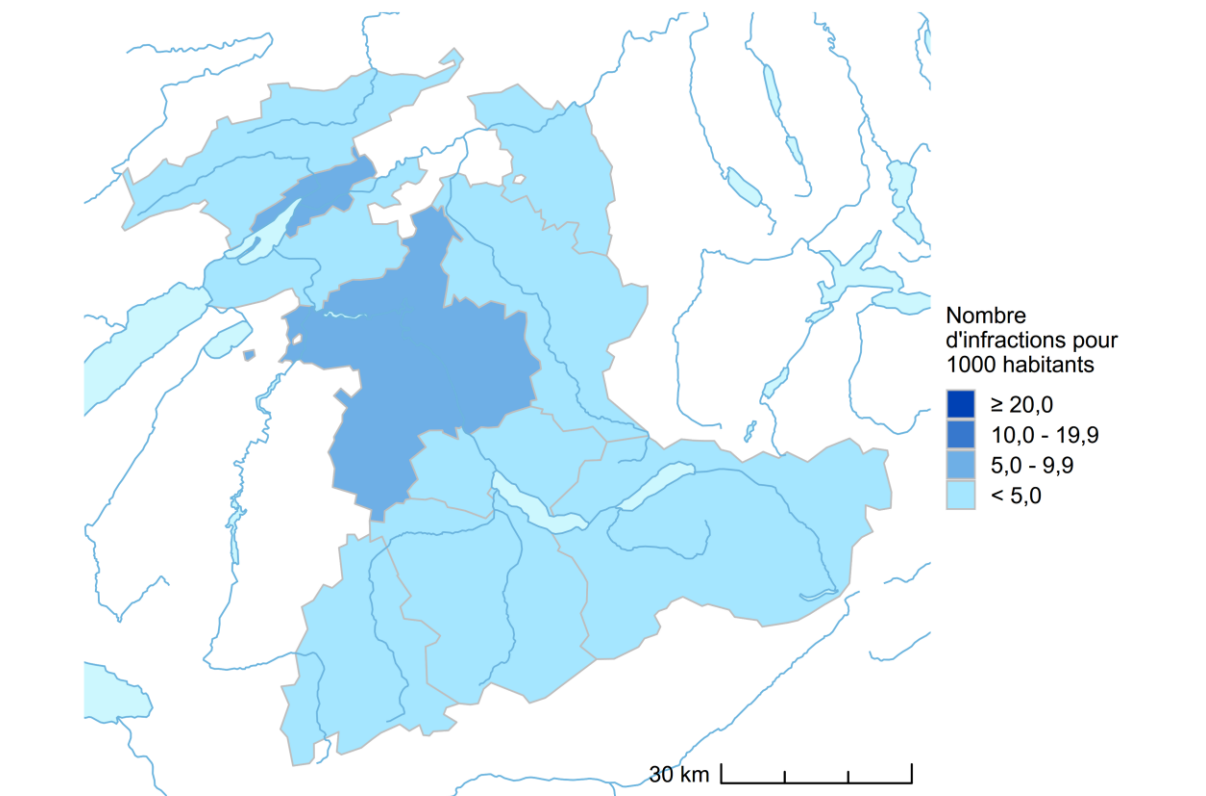 Nombre
d'infractions pour
1000 habitants
≥ 20,0
10,0 - 19,9
5,0 - 9,9
< 5,0
30 km